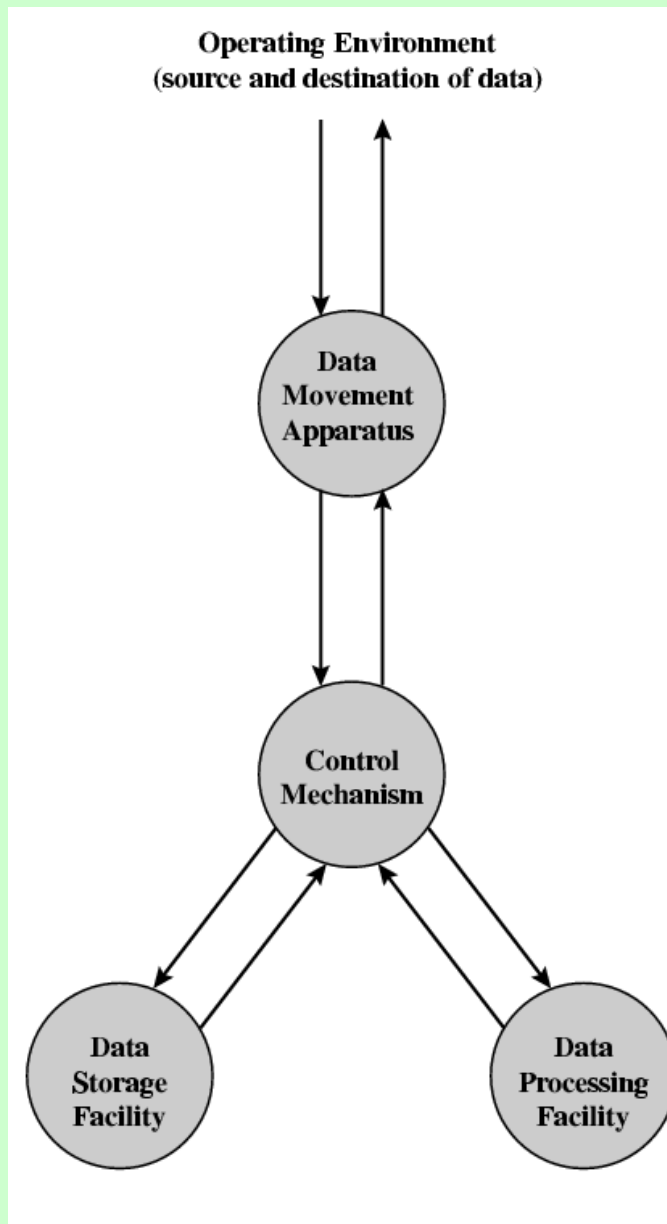 Operating Environment
(source and destination of data)
Data
Movement
Apparatus
Control
Mechanism
Data
Storage
Facility
Data
Processing
Facility